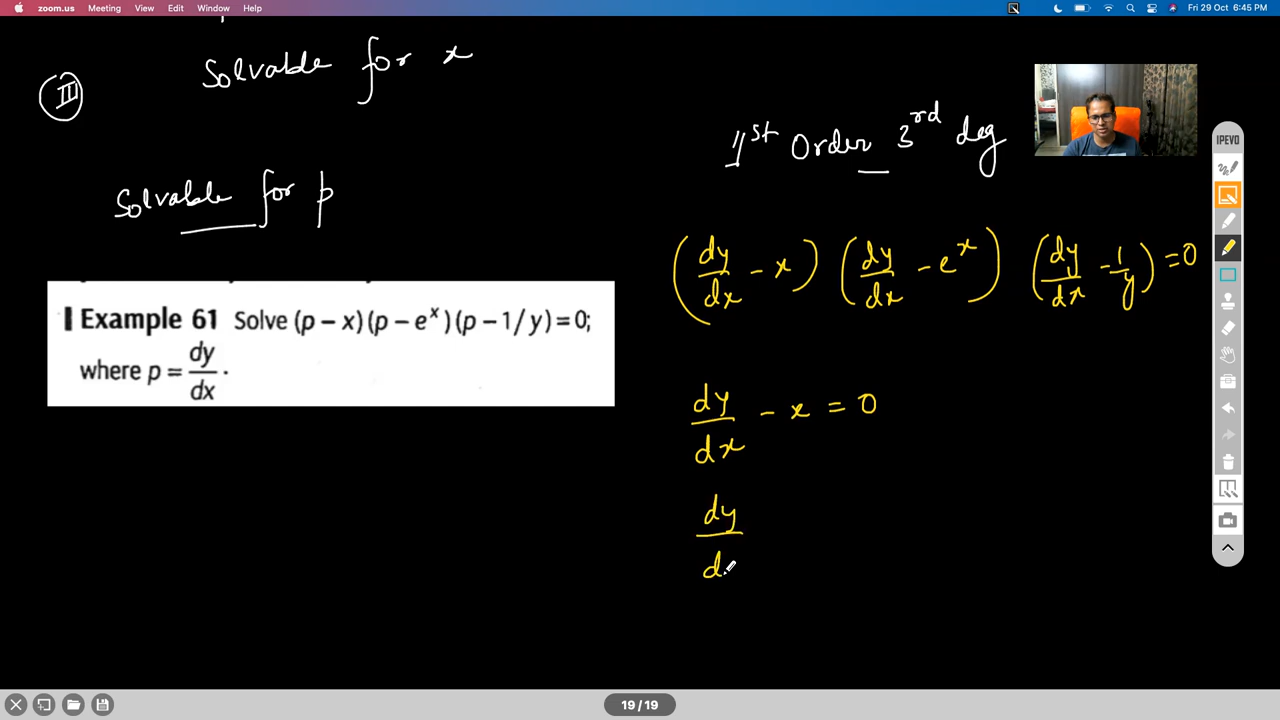 zoom.us Meeting View Edit Window Help Fri 29 Oct 6:45 PM
Solvable for x
III
1st Order 3rd deg
IPEVO
Solvable for p
(dy/dx - x) (dy/dx - e^x) (dy/dx - 1/y) = 0
Example 61 Solve (p - x)(p - e^x)(p - 1/y) = 0;
where p = dy/dx.
dy/dx - x = 0
dy
d
19 / 19